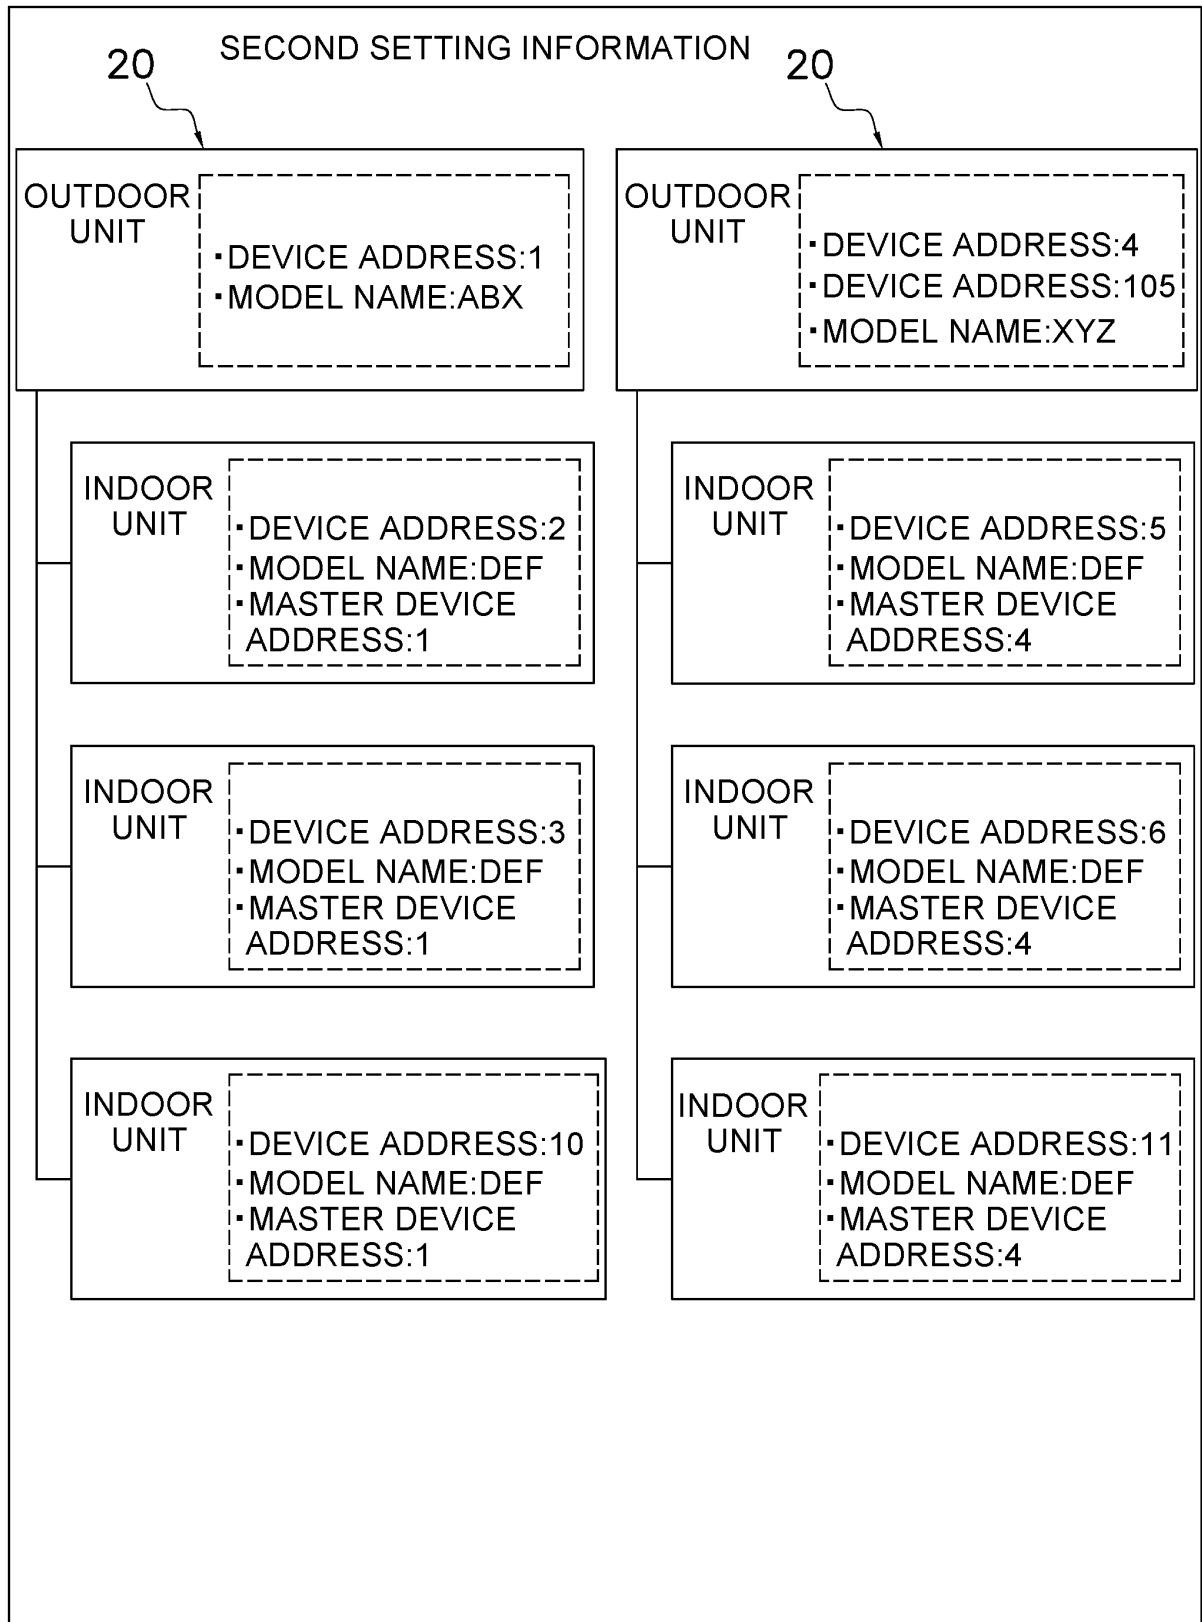 SECOND SETTING INFORMATION
20
20
OUTDOOR
UNIT
·DEVICE ADDRESS:1
·MODEL NAME:ABX
INDOOR
UNIT
·DEVICE ADDRESS:2
·MODEL NAME:DEF
·MASTER DEVICE
ADDRESS:1
INDOOR
UNIT
·DEVICE ADDRESS:3
·MODEL NAME:DEF
·MASTER DEVICE
ADDRESS:1
INDOOR
UNIT
·DEVICE ADDRESS:10
·MODEL NAME:DEF
·MASTER DEVICE
ADDRESS:1
OUTDOOR
UNIT
·DEVICE ADDRESS:4
·DEVICE ADDRESS:105
·MODEL NAME:XYZ
INDOOR
UNIT
·DEVICE ADDRESS:5
·MODEL NAME:DEF
·MASTER DEVICE
ADDRESS:4
INDOOR
UNIT
·DEVICE ADDRESS:6
·MODEL NAME:DEF
·MASTER DEVICE
ADDRESS:4
INDOOR
UNIT
·DEVICE ADDRESS:11
·MODEL NAME:DEF
·MASTER DEVICE
ADDRESS:4